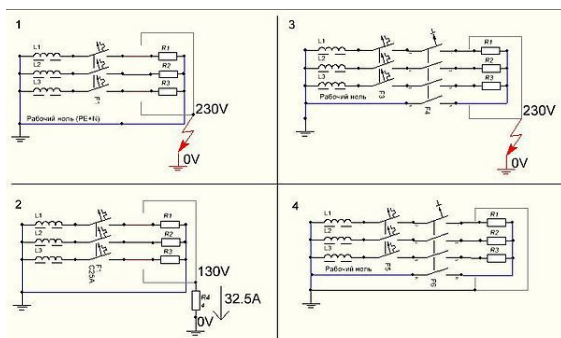 1
L1
L2
L3
R1
R2
R3
F1
230V
Рабочий ноль (PE+N)
0V
2
L1
L2
L3
R1
R2
R3
F1
C25A
130V
R4
4
32.5A
0V
3
L1
L2
L3
R1
R2
R3
F3
F4
Рабочий ноль
230V
0V
4
L1
L2
L3
R1
R2
R3
F5
F6
Рабочий ноль